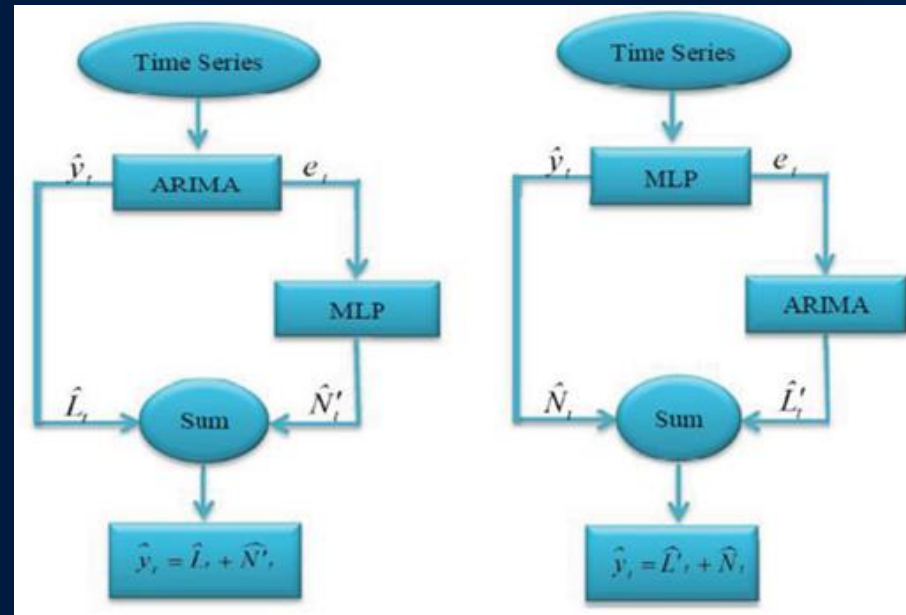 Time Series
ŷ_t
ARIMA
e_t
MLP
L̂_t
Sum
N̂'_t
ŷ_t = L̂_t + N̂'_t
Time Series
ŷ_t
MLP
e_t
ARIMA
N̂_t
Sum
L̂'_t
ŷ_t = L̂'_t + N̂_t